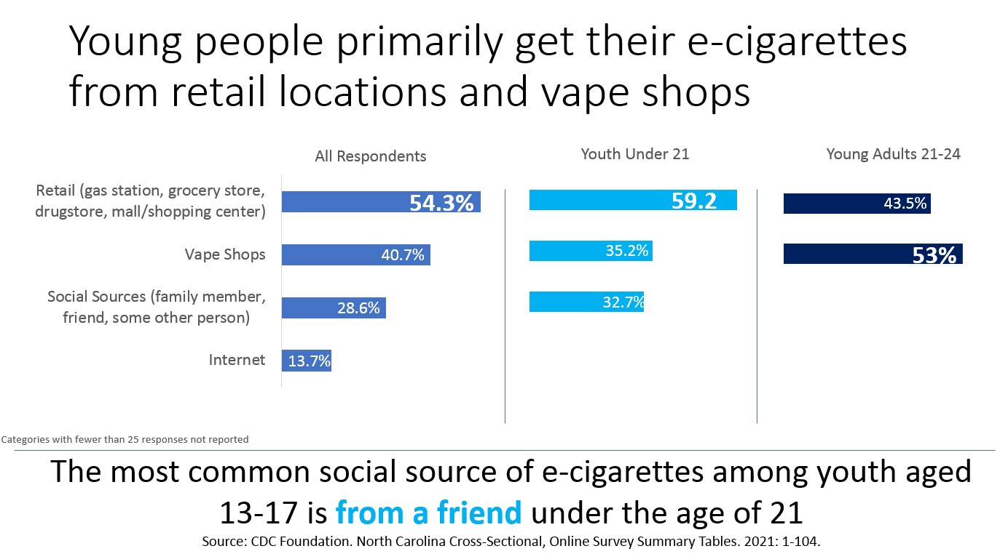 Young people primarily get their e-cigarettes
from retail locations and vape shops
All Respondents
Youth Under 21
Young Adults 21-24
Retail (gas station, grocery store,
drugstore, mall/shopping center)
54.3%
59.2
43.5%
Vape Shops
40.7%
35.2%
53%
Social Sources (family member,
friend, some other person)
28.6%
32.7%
Internet
13.7%
Categories with fewer than 25 responses not reported
The most common social source of e-cigarettes among youth aged
13-17 is from a friend under the age of 21
Source: CDC Foundation. North Carolina Cross-Sectional, Online Survey Summary Tables. 2021: 1-104.